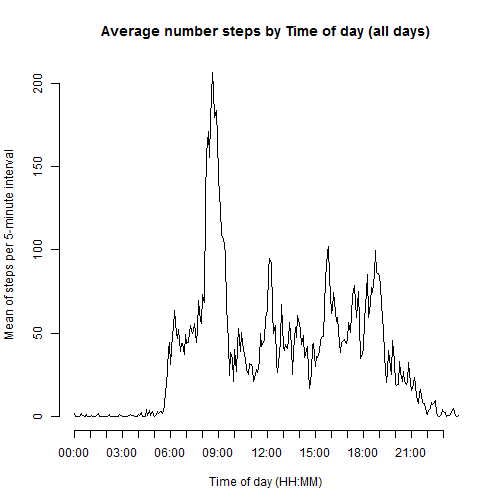 Average number steps by Time of day (all days)
Mean of steps per 5-minute interval
200
150
100
50
0
00:00 03:00 06:00 09:00 12:00 15:00 18:00 21:00
Time of day (HH:MM)